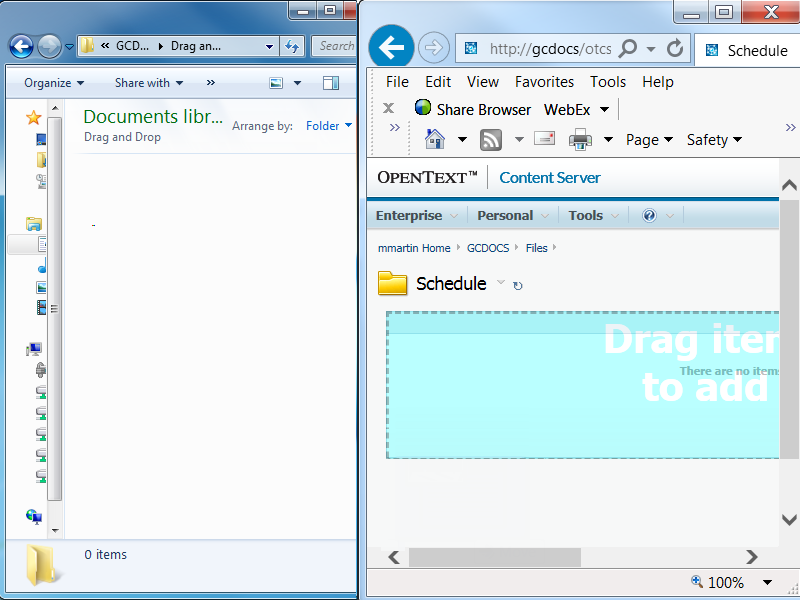 « GCD... ▸ Drag an...
Search
Organize
Share with
»
Documents libr...
Drag and Drop
Arrange by:
Folder
0 items
http://gcdocs/otcs
Schedule
File Edit View Favorites Tools Help
x Share Browser WebEx
»
Page Safety »
OPENTEXT™ Content Server
Enterprise Personal Tools ?
mmartin Home › GCDOCS › Files ›
Schedule
Drag iter
There are no items
to add
100%